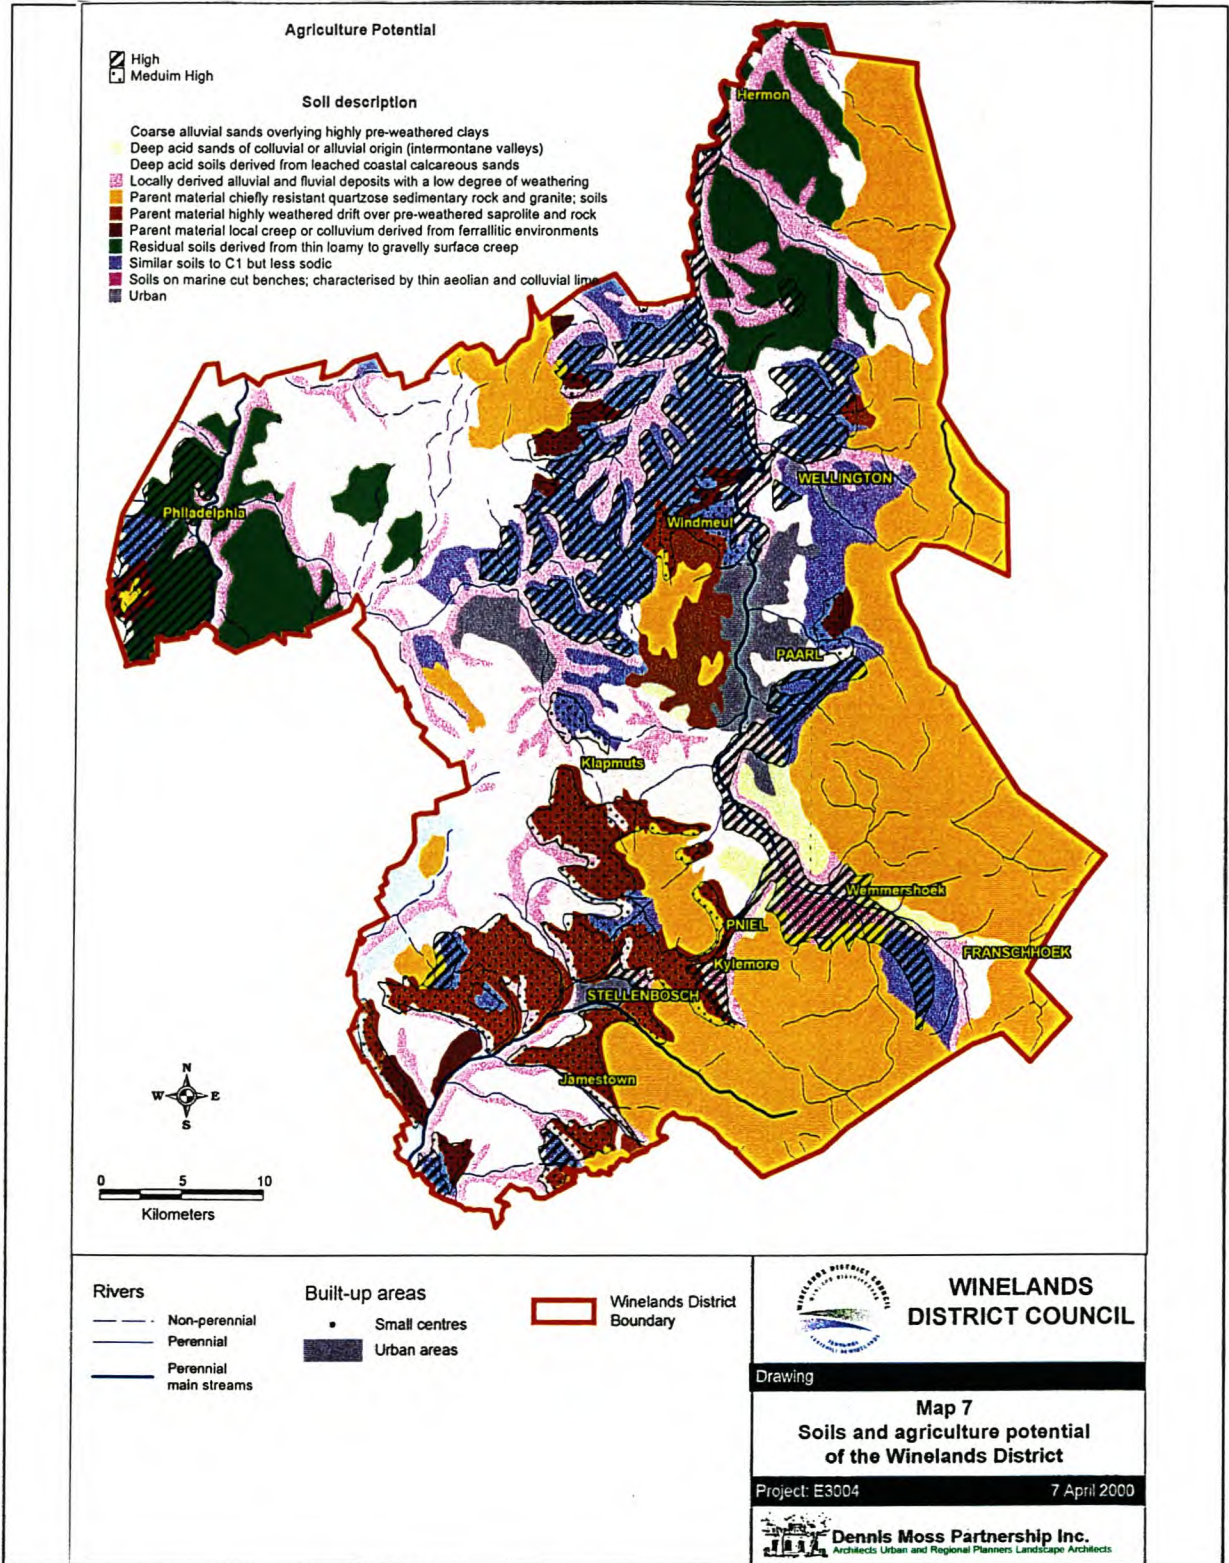 Agriculture Potential
High
Meduim High
Soil description
Coarse alluvial sands overlying highly pre-weathered clays
Deep acid sands of colluvial or alluvial origin (intermontane valleys)
Deep acid soils derived from leached coastal calcareous sands
Locally derived alluvial and fluvial deposits with a low degree of weathering
Parent material chiefly resistant quartzose sedimentary rock and granite; soils
Parent material highly weathered drift over pre-weathered saprolite and rock
Parent material local creep or colluvium derived from ferrallitic environments
Residual soils derived from thin loamy to gravelly surface creep
Similar soils to C1 but less sodic
Soils on marine cut benches; characterised by thin aeolian and colluvial lime
Urban
Hermon
WELLINGTON
Philadelphia
Windmeul
PAARL
Klapmuts
Wemmershoek
PNIEL
FRANSCHHOEK
Kylemore
STELLENBOSCH
Jamestown
N
W E
S
0 5 10
Kilometers
Rivers
Non-perennial
Perennial
Perennial
main streams
Built-up areas
Small centres
Urban areas
Winelands District
Boundary
WINELANDS DISTRICT COUNCIL
WINELANDS
DISTRICT COUNCIL
Drawing
Map 7
Soils and agriculture potential
of the Winelands District
Project: E3004 7 April 2000
Dennis Moss Partnership Inc.
Architects Urban and Regional Planners Landscape Architects